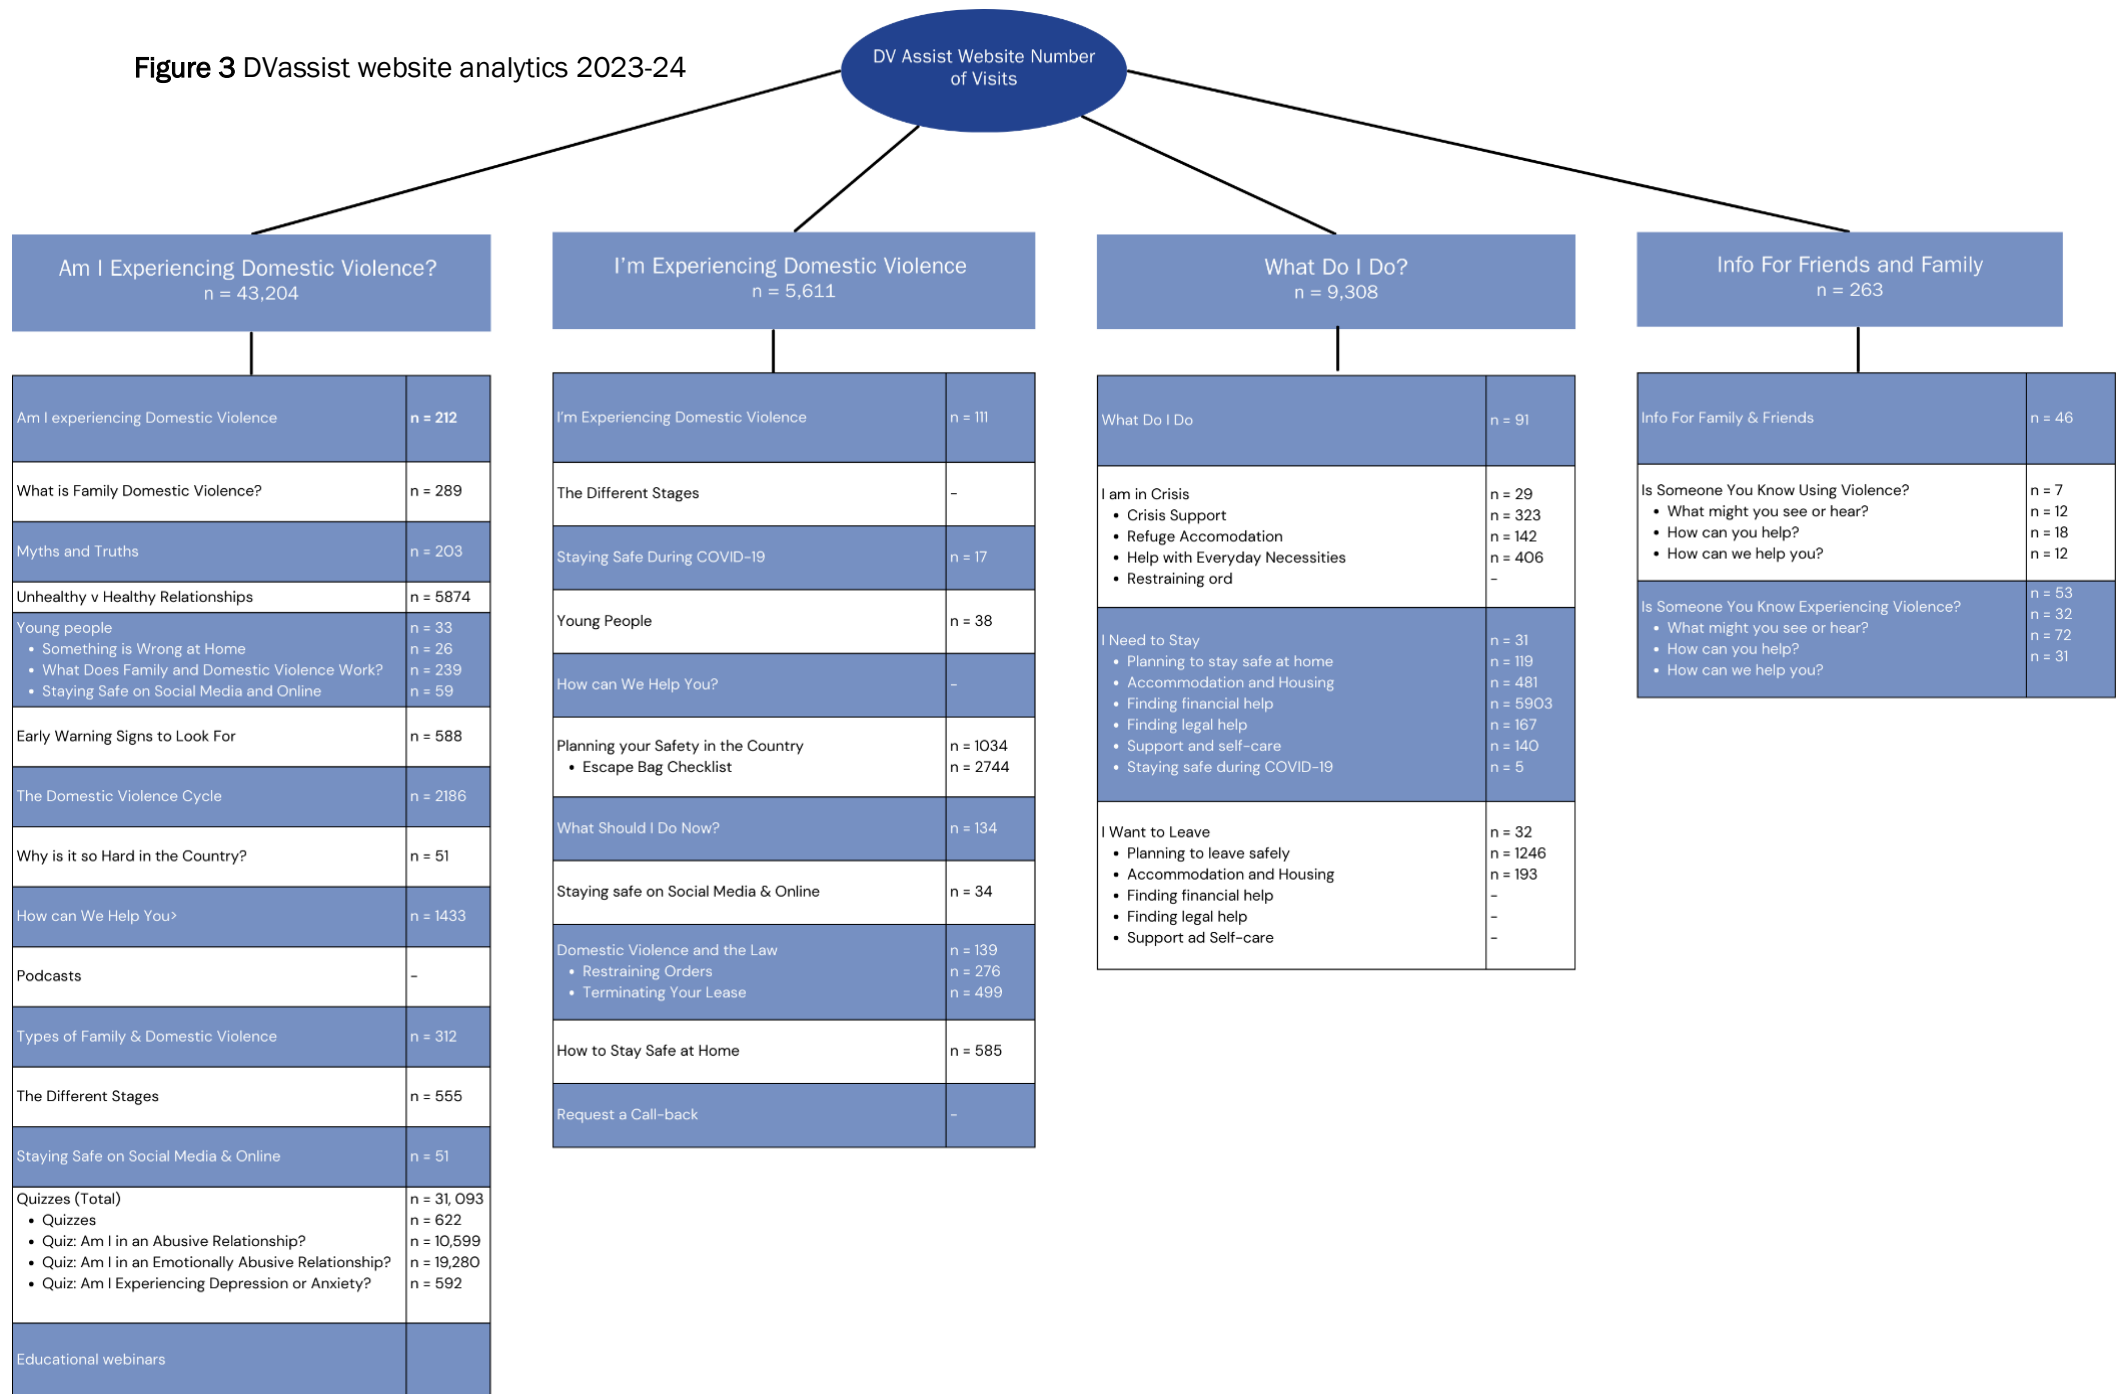 Figure 3 DVassist website analytics 2023-24
DV Assist Website Number
of Visits
Am I Experiencing Domestic Violence?
n = 43,204
Am I experiencing Domestic Violence n = 212
What is Family Domestic Violence? n = 289
Myths and Truths n = 203
Unhealthy v Healthy Relationships n = 5874
Young people n = 33
• Something is Wrong at Home n = 26
• What Does Family and Domestic Violence Work? n = 239
• Staying Safe on Social Media and Online n = 59
Early Warning Signs to Look For n = 588
The Domestic Violence Cycle n = 2186
Why is it so Hard in the Country? n = 51
How can We Help You> n = 1433
Podcasts -
Types of Family & Domestic Violence n = 312
The Different Stages n = 555
Staying Safe on Social Media & Online n = 51
Quizzes (Total) n = 31, 093
• Quizzes n = 622
• Quiz: Am I in an Abusive Relationship? n = 10,599
• Quiz: Am I in an Emotionally Abusive Relationship? n = 19,280
• Quiz: Am I Experiencing Depression or Anxiety? n = 592
Educational webinars
I'm Experiencing Domestic Violence
n = 5,611
I'm Experiencing Domestic Violence n = 111
The Different Stages -
Staying Safe During COVID-19 n = 17
Young People n = 38
How can We Help You? -
Planning your Safety in the Country n = 1034
• Escape Bag Checklist n = 2744
What Should I Do Now? n = 134
Staying safe on Social Media & Online n = 34
Domestic Violence and the Law n = 139
• Restraining Orders n = 276
• Terminating Your Lease n = 499
How to Stay Safe at Home n = 585
Request a Call-back -
What Do I Do?
n = 9,308
What Do I Do n = 91
I am in Crisis n = 29
• Crisis Support n = 323
• Refuge Accomodation n = 142
• Help with Everyday Necessities n = 406
• Restraining ord -
I Need to Stay n = 31
• Planning to stay safe at home n = 119
• Accommodation and Housing n = 481
• Finding financial help n = 5903
• Finding legal help n = 167
• Support and self-care n = 140
• Staying safe during COVID-19 n = 5
I Want to Leave n = 32
• Planning to leave safely n = 1246
• Accommodation and Housing n = 193
• Finding financial help -
• Finding legal help -
• Support ad Self-care -
Info For Friends and Family
n = 263
Info For Family & Friends n = 46
Is Someone You Know Using Violence? n = 7
• What might you see or hear? n = 12
• How can you help? n = 18
• How can we help you? n = 12
Is Someone You Know Experiencing Violence? n = 53
• What might you see or hear? n = 32
• How can you help? n = 72
• How can we help you? n = 31